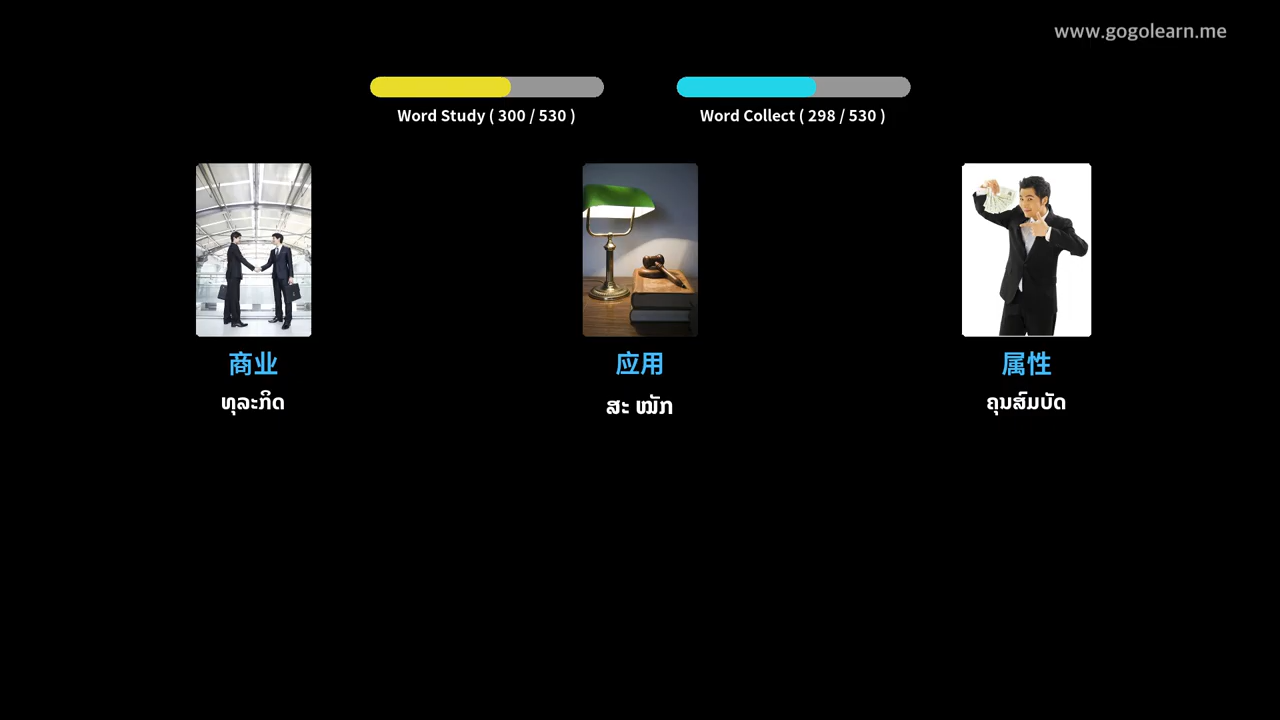 www.gogolearn.me
Word Study ( 300 / 530 )
Word Collect ( 298 / 530 )
商业
应用
属性
ທຸລະກິດ
ສະ ໝັກ
ຄຸນສົມບັດ